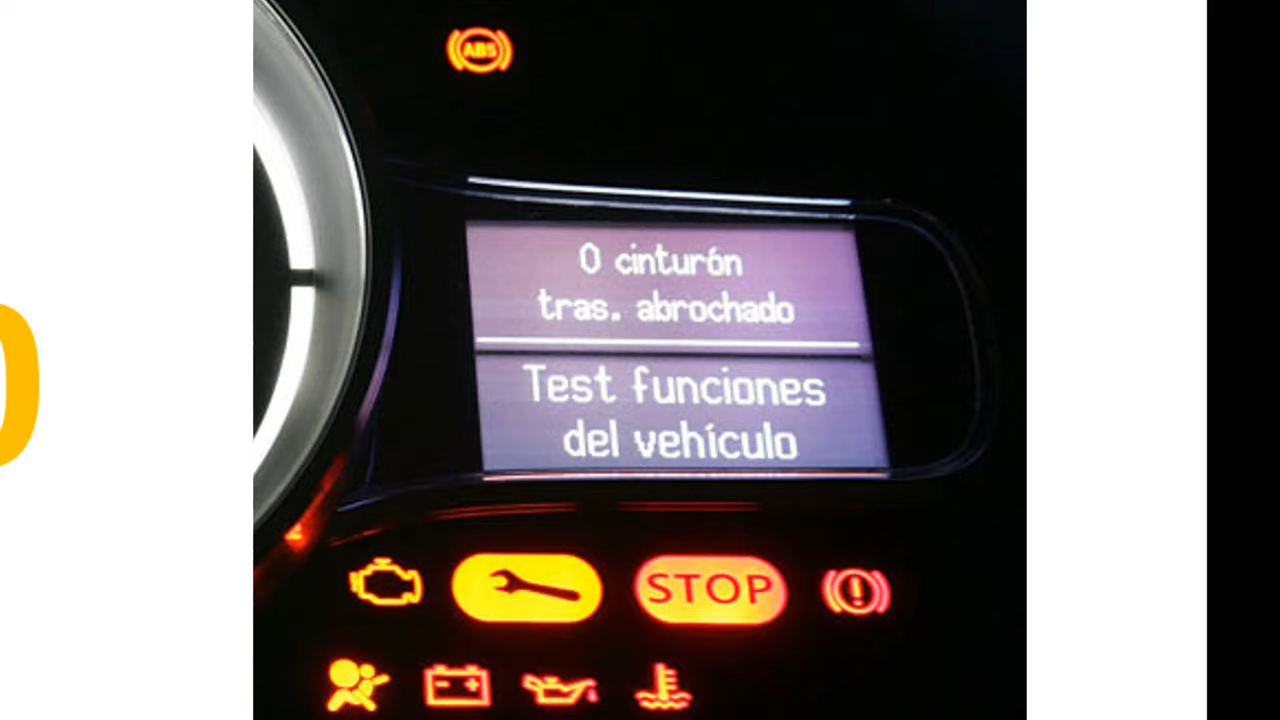 ABS
0 cinturón
tras. abrochado
Test funciones
del vehículo
STOP